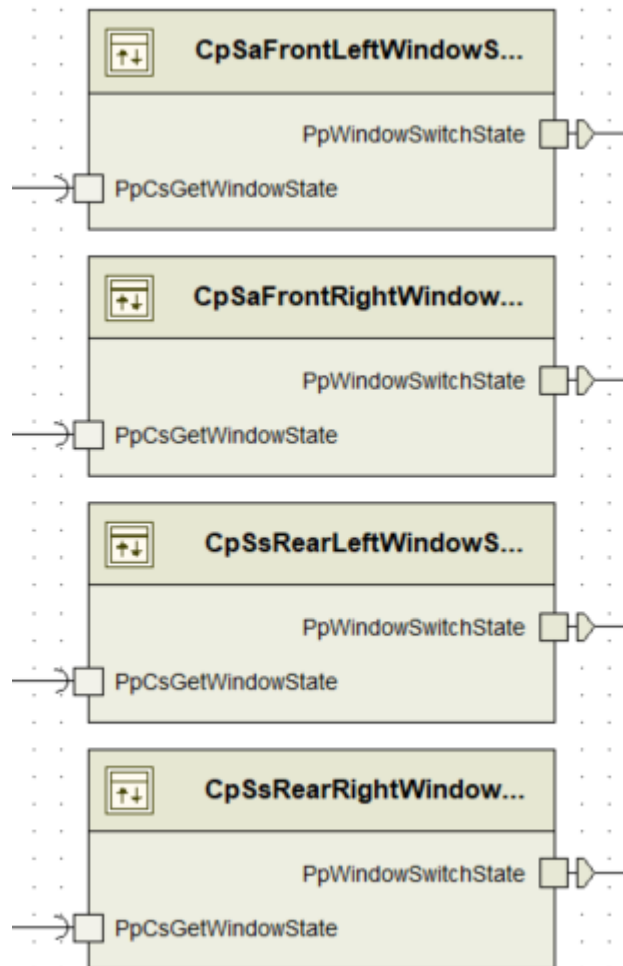 CpSaFrontLeftWindowS...
PpWindowSwitchState
PpCsGetWindowState
CpSaFrontRightWindow...
PpWindowSwitchState
PpCsGetWindowState
CpSsRearLeftWindowS...
PpWindowSwitchState
PpCsGetWindowState
CpSsRearRightWindow...
PpWindowSwitchState
PpCsGetWindowState